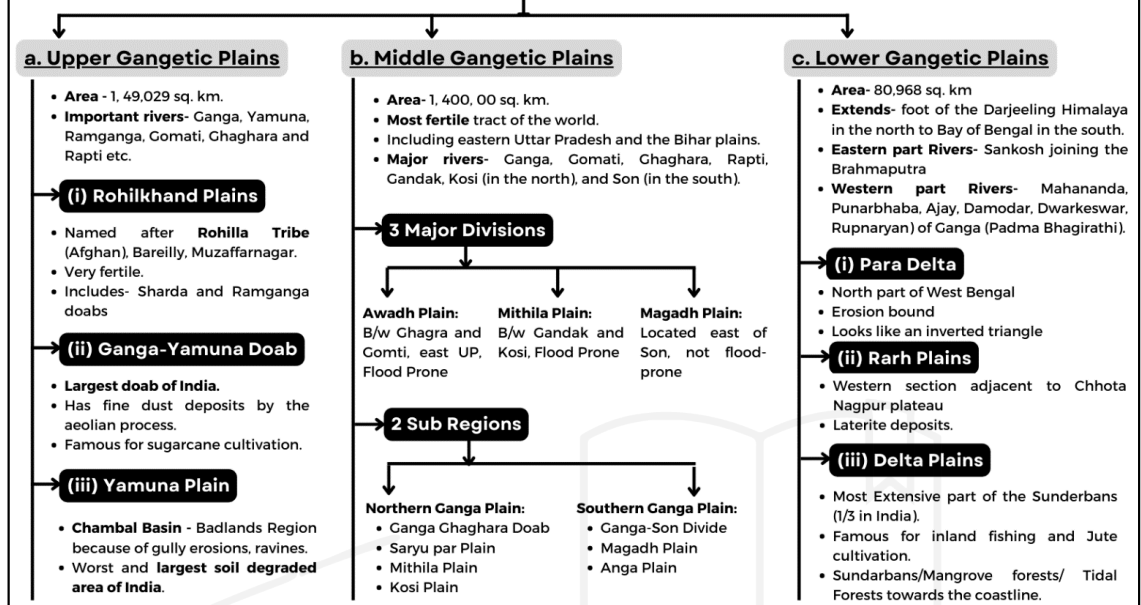 a. Upper Gangetic Plains
• Area - 1, 49,029 sq. km.
• Important rivers- Ganga, Yamuna,
Ramganga, Gomati, Ghaghara and
Rapti etc.
(i) Rohilkhand Plains
• Named after Rohilla Tribe
(Afghan), Bareilly, Muzaffarnagar.
• Very fertile.
• Includes- Sharda and Ramganga
doabs
(ii) Ganga-Yamuna Doab
• Largest doab of India.
• Has fine dust deposits by the
aeolian process.
• Famous for sugarcane cultivation.
(iii) Yamuna Plain
• Chambal Basin - Badlands Region
because of gully erosions, ravines.
• Worst and largest soil degraded
area of India.
b. Middle Gangetic Plains
• Area- 1, 400, 00 sq. km.
• Most fertile tract of the world.
• Including eastern Uttar Pradesh and the Bihar plains.
• Major rivers- Ganga, Gomati, Ghaghara, Rapti,
Gandak, Kosi (in the north), and Son (in the south).
3 Major Divisions
Awadh Plain:
B/w Ghagra and
Gomti, east UP,
Flood Prone
Mithila Plain:
B/w Gandak and
Kosi, Flood Prone
Magadh Plain:
Located east of
Son, not flood-
prone
2 Sub Regions
Northern Ganga Plain:
• Ganga Ghaghara Doab
• Saryu par Plain
• Mithila Plain
• Kosi Plain
Southern Ganga Plain:
• Ganga-Son Divide
• Magadh Plain
• Anga Plain
c. Lower Gangetic Plains
• Area- 80,968 sq. km
• Extends- foot of the Darjeeling Himalaya
in the north to Bay of Bengal in the south.
• Eastern part Rivers- Sankosh joining the
Brahmaputra
• Western part Rivers- Mahananda,
Punarbhaba, Ajay, Damodar, Dwarkeswar,
Rupnaryan) of Ganga (Padma Bhagirathi).
(i) Para Delta
• North part of West Bengal
• Erosion bound
• Looks like an inverted triangle
(ii) Rarh Plains
• Western section adjacent to Chhota
Nagpur plateau
• Laterite deposits.
(iii) Delta Plains
• Most Extensive part of the Sunderbans
(1/3 in India).
• Famous for inland fishing and Jute
cultivation.
• Sundarbans/Mangrove forests/ Tidal
Forests towards the coastline.